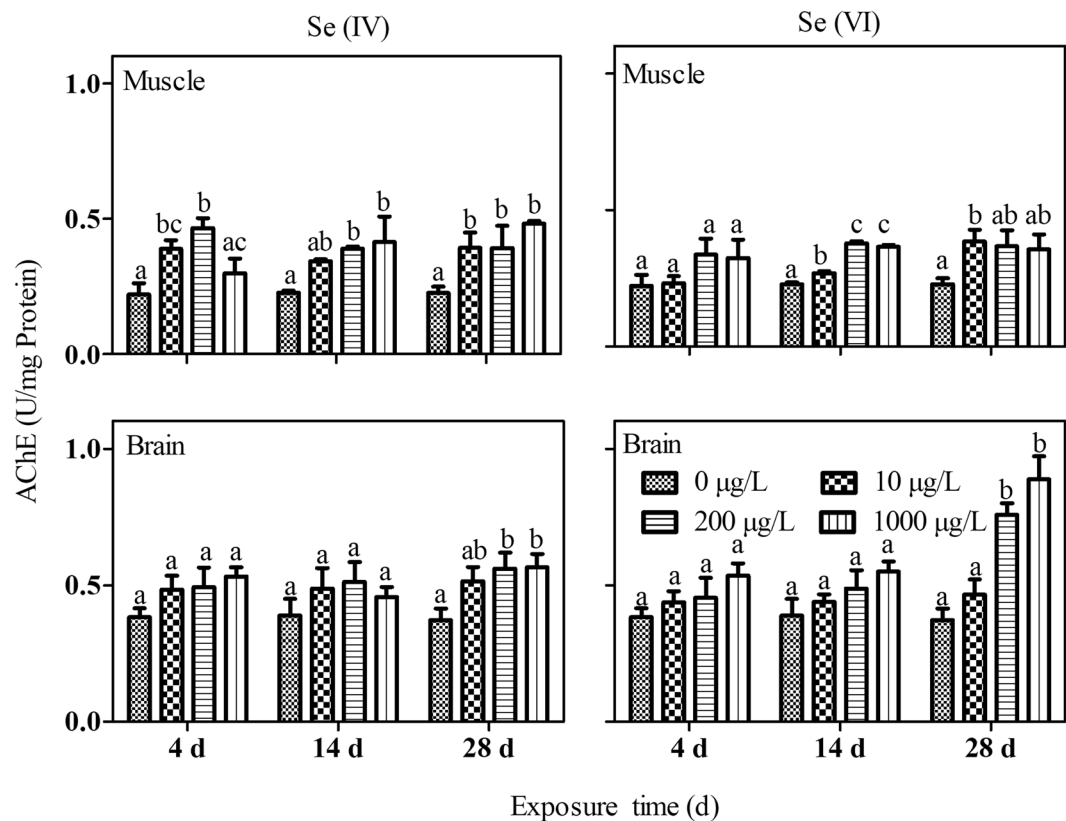 Se (IV)
Se (VI)
AChE (U/mg Protein)
Muscle
1.0
0.5
0.0
a bc b ac
a ab b b
a b b b
Muscle
a a a a
a b c c
a b ab ab
Brain
1.0
0.5
0.0
a a a a
a a a a
a ab b b
4 d 14 d 28 d
Brain
0 μg/L 10 μg/L
200 μg/L 1000 μg/L
a a a a
a a a a
a a b b
4 d 14 d 28 d
Exposure time (d)